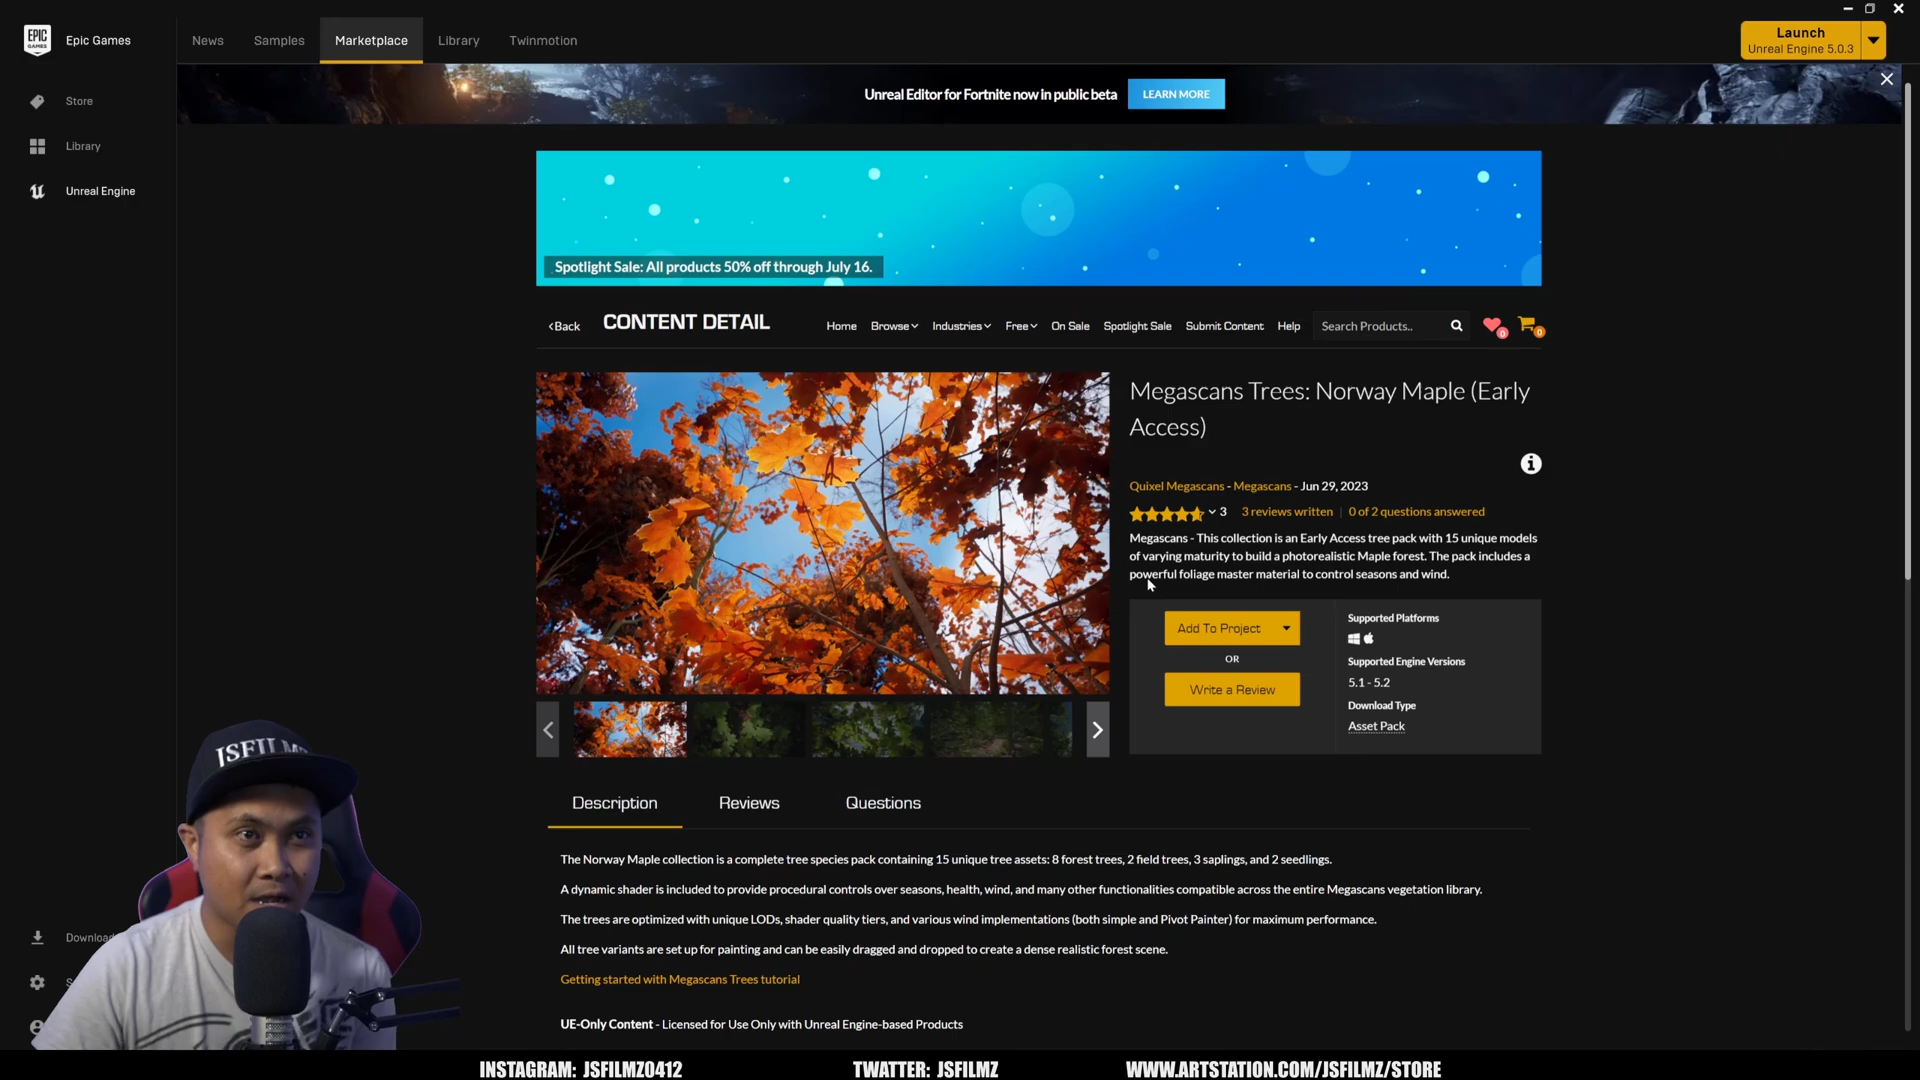 EPIC GAMES
Epic Games
News
Samples
Marketplace
Library
Twinmotion
Launch
Unreal Engine 5.0.3
Store
Library
Unreal Engine
Unreal Editor for Fortnite now in public beta
LEARN MORE
Spotlight Sale: All products 50% off through July 16.
Back
CONTENT DETAIL
Home
Browse
Industries
Free
On Sale
Spotlight Sale
Submit Content
Help
Search Products..
0
0
Megascans Trees: Norway Maple (Early
Access)
Quixel Megascans - Megascans - Jun 29, 2023
3 3 reviews written | 0 of 2 questions answered
Megascans - This collection is an Early Access tree pack with 15 unique models
of varying maturity to build a photorealistic Maple forest. The pack includes a
powerful foliage master material to control seasons and wind.
Add To Project
OR
Write a Review
Supported Platforms
Supported Engine Versions
5.1 - 5.2
Download Type
Asset Pack
Description
Reviews
Questions
The Norway Maple collection is a complete tree species pack containing 15 unique tree assets: 8 forest trees, 2 field trees, 3 saplings, and 2 seedlings.
A dynamic shader is included to provide procedural controls over seasons, health, wind, and many other functionalities compatible across the entire Megascans vegetation library.
The trees are optimized with unique LODs, shader quality tiers, and various wind implementations (both simple and Pivot Painter) for maximum performance.
All tree variants are set up for painting and can be easily dragged and dropped to create a dense realistic forest scene.
Getting started with Megascans Trees tutorial
UE-Only Content - Licensed for Use Only with Unreal Engine-based Products
Download
JSFILMZ
INSTAGRAM: JSFILMZ0412
TWATTER: JSFILMZ
WWW.ARTSTATION.COM/JSFILMZ/STORE